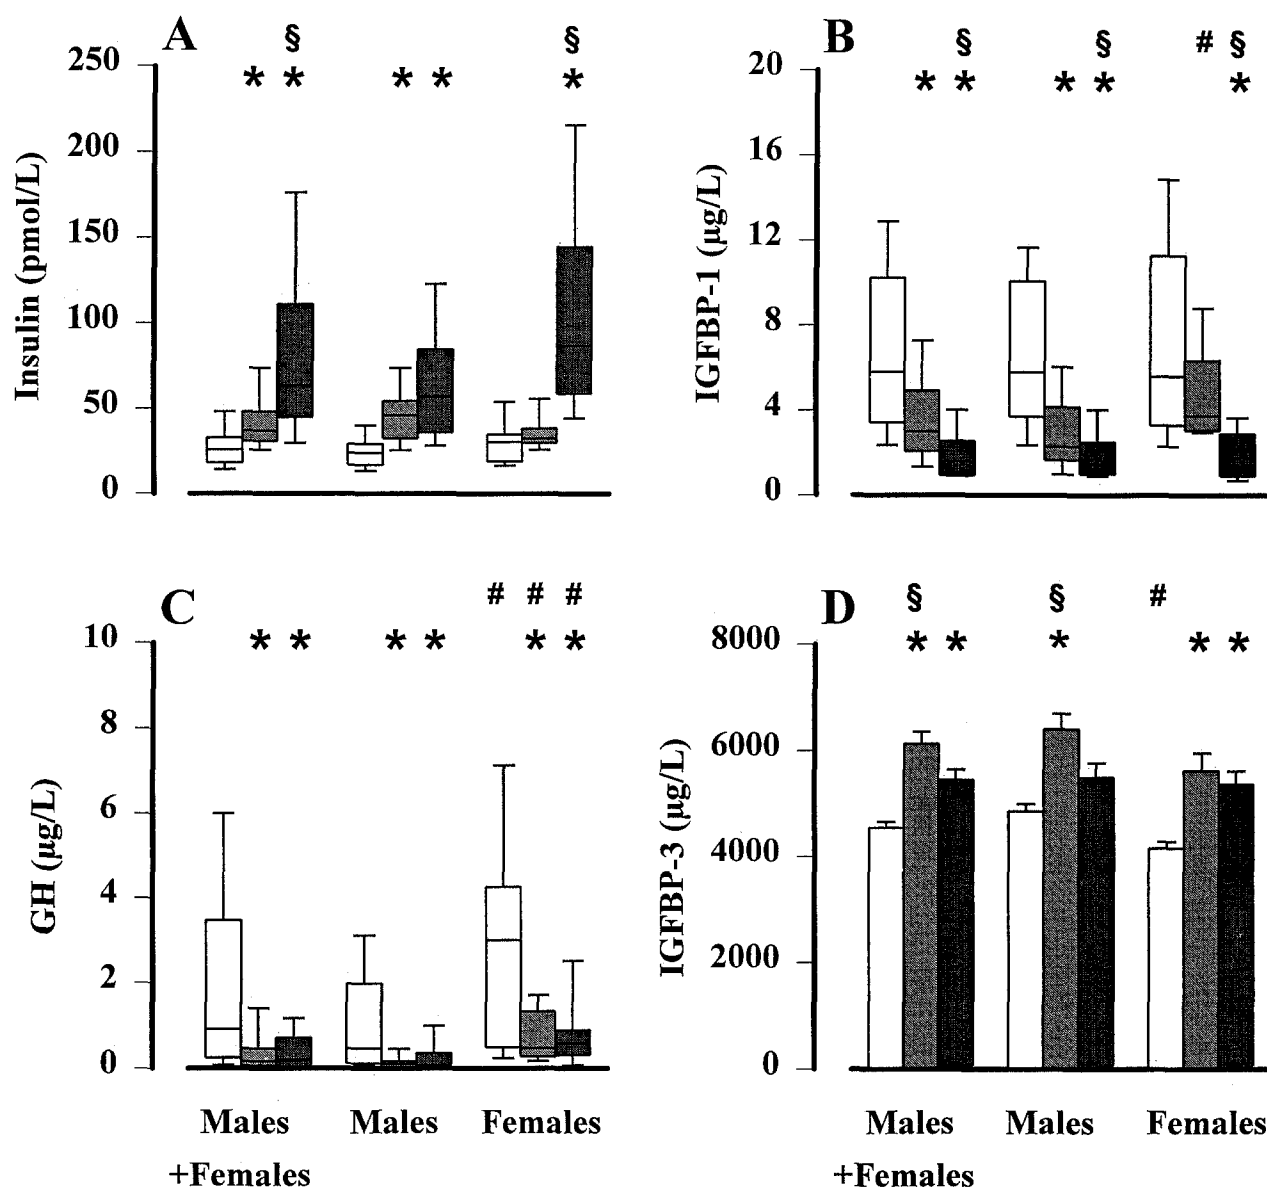 A
§ §
* * * * *
250
200
150
100
50
0
Insulin (pmol/L)
B
§ § # §
* * * * *
20
16
12
8
4
0
IGFBP-1 (µg/L)
C
# # #
* * * * * *
10
8
6
4
2
0
GH (µg/L)
Males Males Females
+Females
D
§ § #
* * * * *
8000
6000
4000
2000
0
IGFBP-3 (µg/L)
Males Males Females
+Females